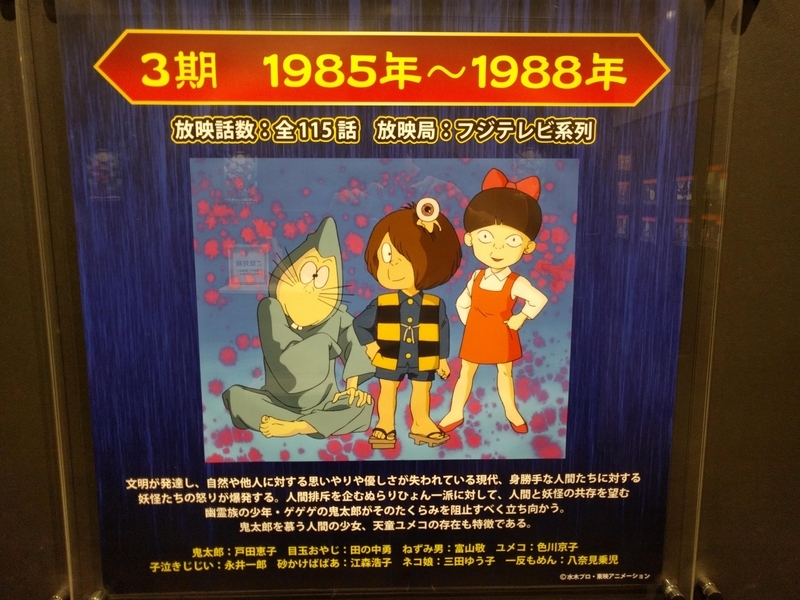 3期 1985年～1988年
放映話数：全115話 放映局：フジテレビ系列
文明が発達し、自然や他人に対する思いやりや優しさが失われている現代、身勝手な人間たちに対する
妖怪たちの怒りが爆発する。人間排斥を企むぬらりひょん一派に対して、人間と妖怪の共存を望む
幽霊族の少年・ゲゲゲの鬼太郎がそのたくらみを阻止すべく立ち向かう。
鬼太郎を慕う人間の少女、天童ユメコの存在も特徴である。
鬼太郎：戸田恵子 目玉おやじ：田の中勇 ねずみ男：富山敬 ユメコ：色川京子
子泣きじじい：永井一郎 砂かけばばあ：江森浩子 ネコ娘：三田ゆう子 一反もめん：八奈見乗児
©水木プロ・東映アニメーション